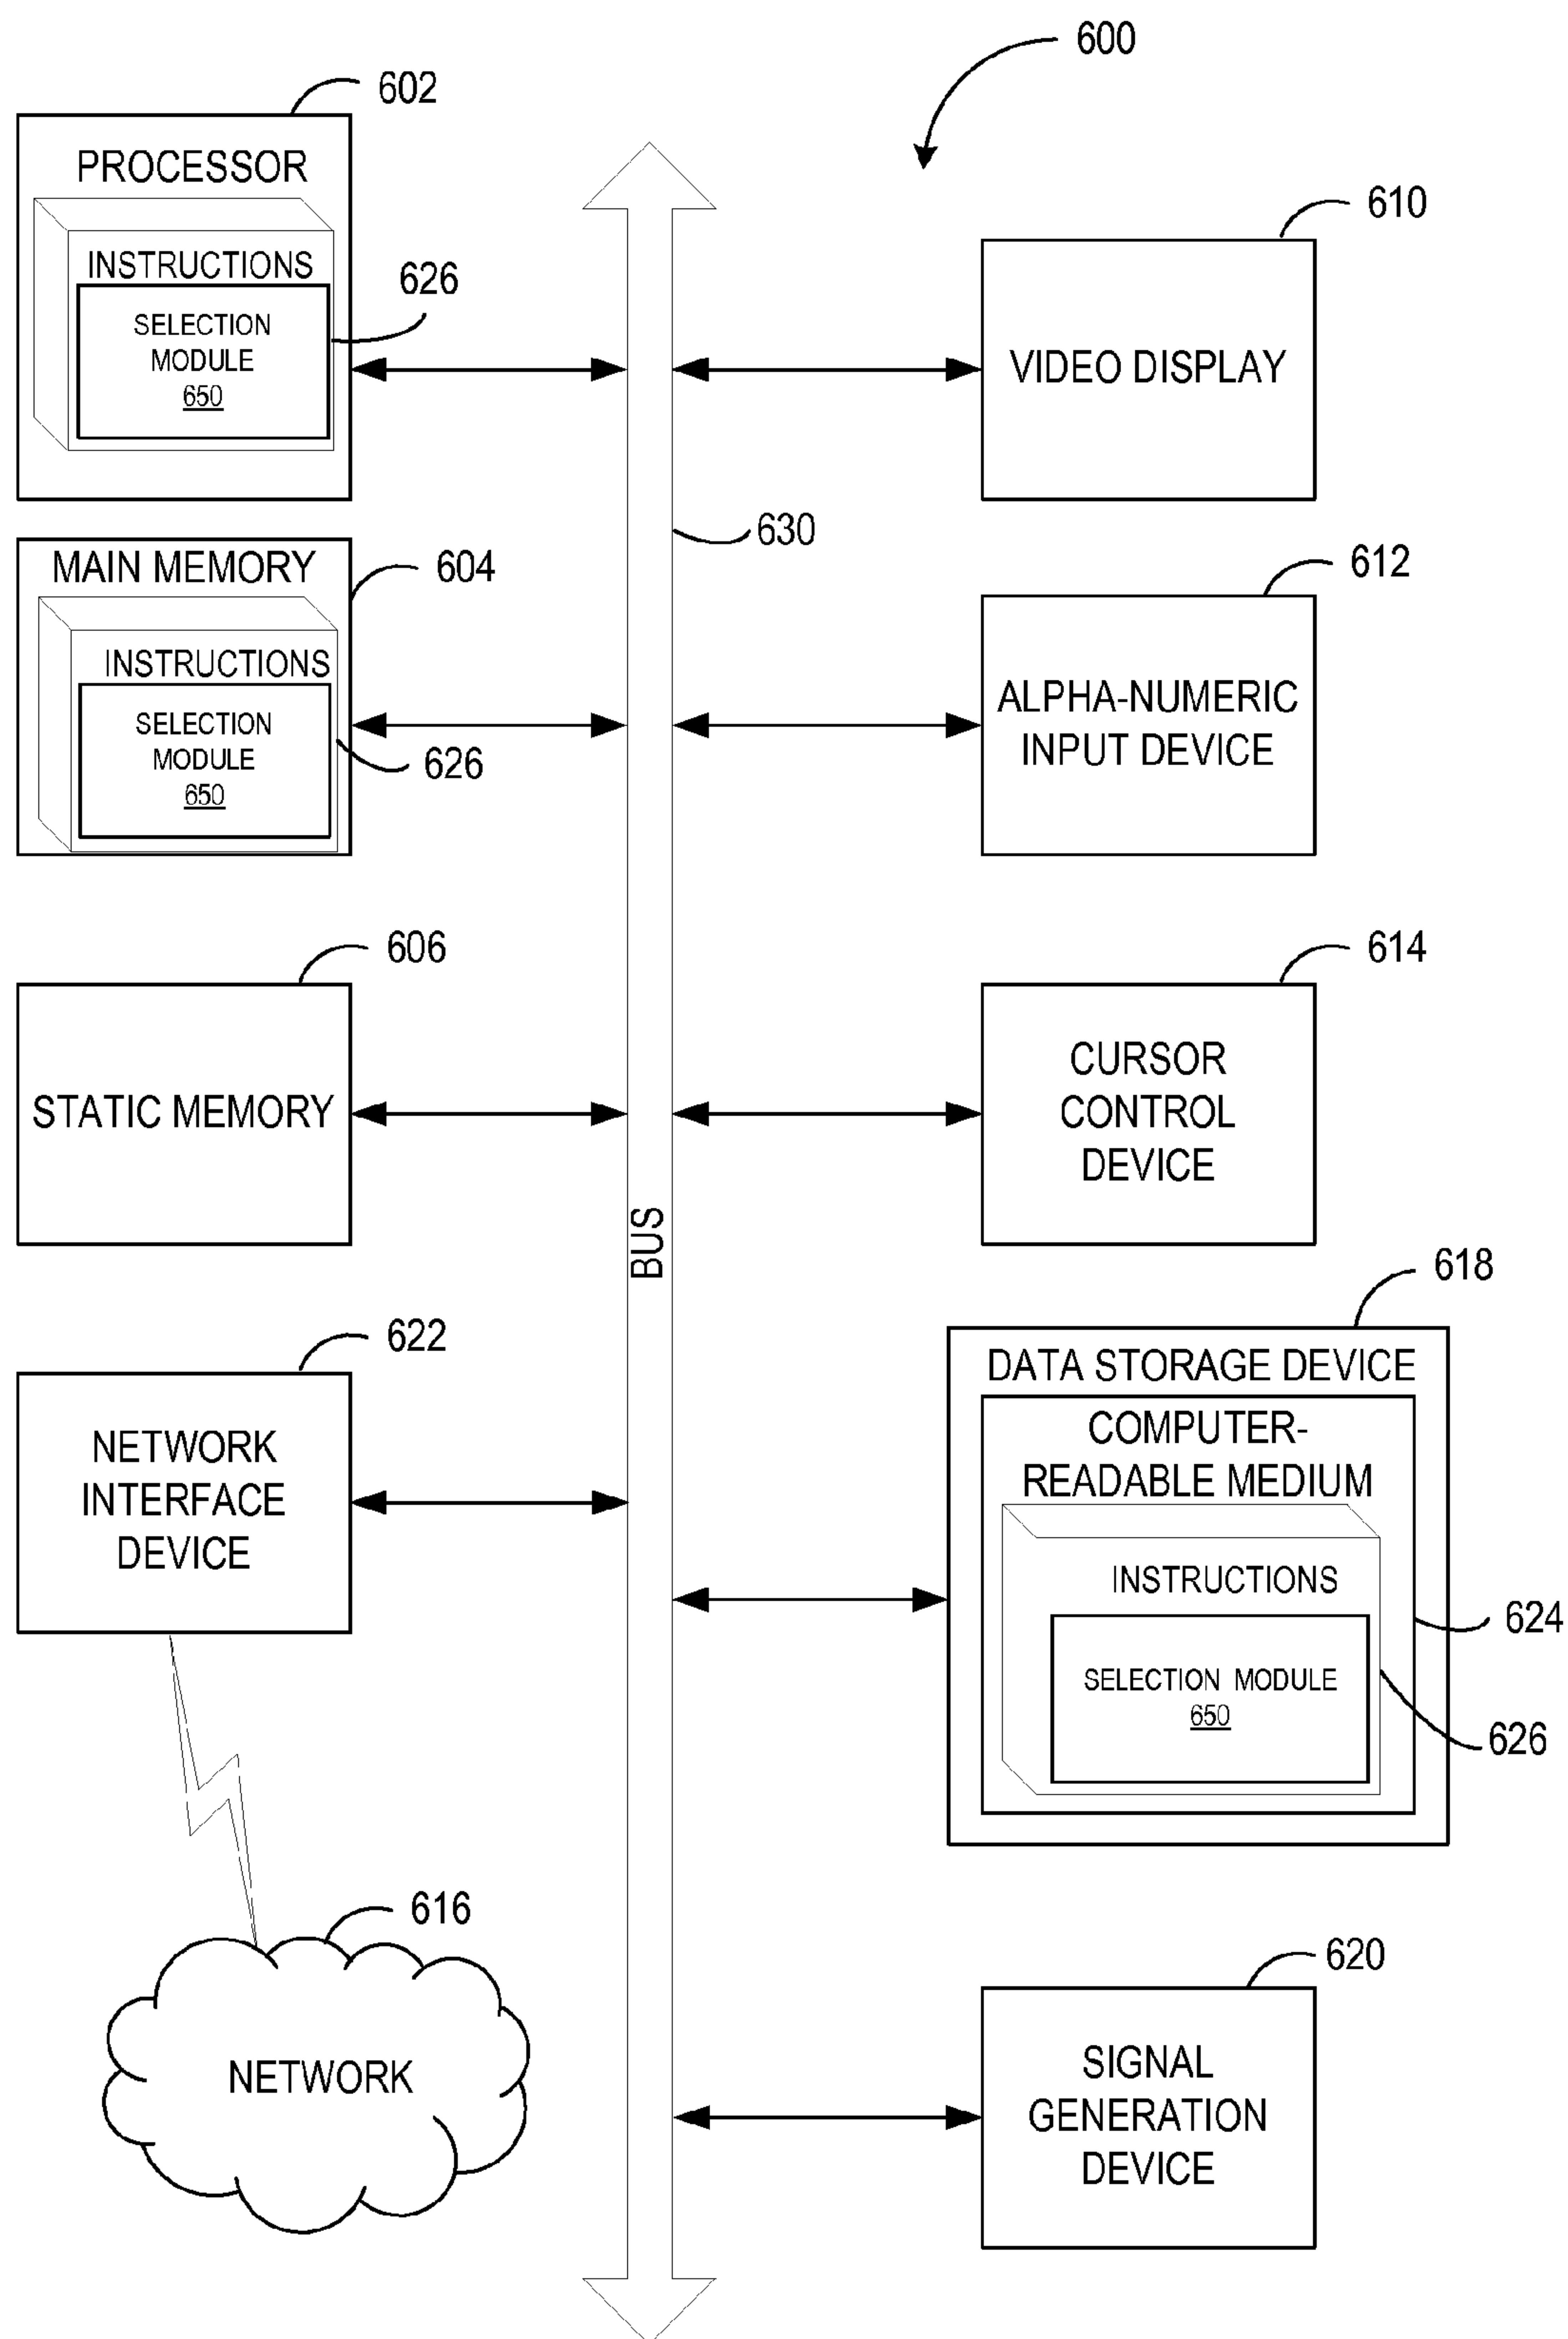 600
602
PROCESSOR
INSTRUCTIONS
626
SELECTION
MODULE
650
610
VIDEO DISPLAY
630
604
MAIN MEMORY
INSTRUCTIONS
SELECTION
MODULE
650
626
612
ALPHA-NUMERIC
INPUT DEVICE
606
STATIC MEMORY
614
CURSOR
CONTROL
DEVICE
BUS
622
NETWORK
INTERFACE
DEVICE
618
DATA STORAGE DEVICE
COMPUTER-
READABLE MEDIUM
INSTRUCTIONS
624
SELECTION MODULE
650
626
616
NETWORK
620
SIGNAL
GENERATION
DEVICE